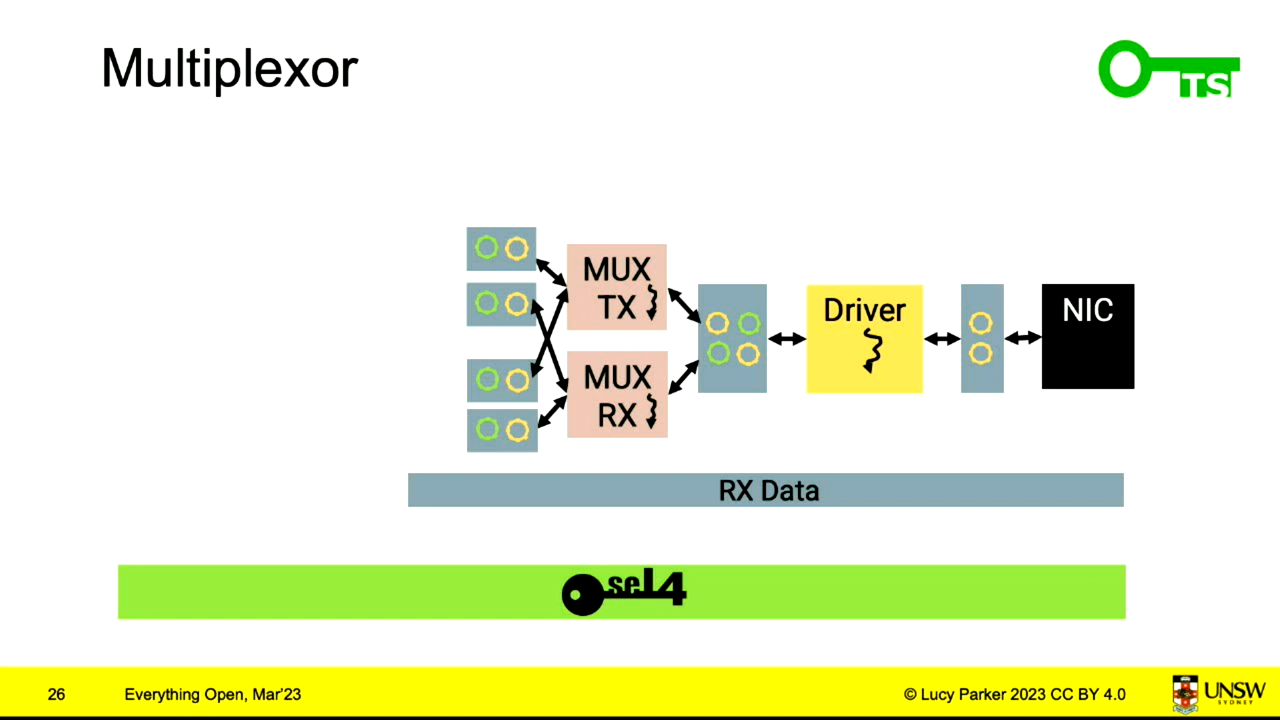 Multiplexor
TS
MUX
TX
MUX
RX
Driver
NIC
RX Data
seL4
26
Everything Open, Mar'23
© Lucy Parker 2023 CC BY 4.0
UNSW
SYDNEY